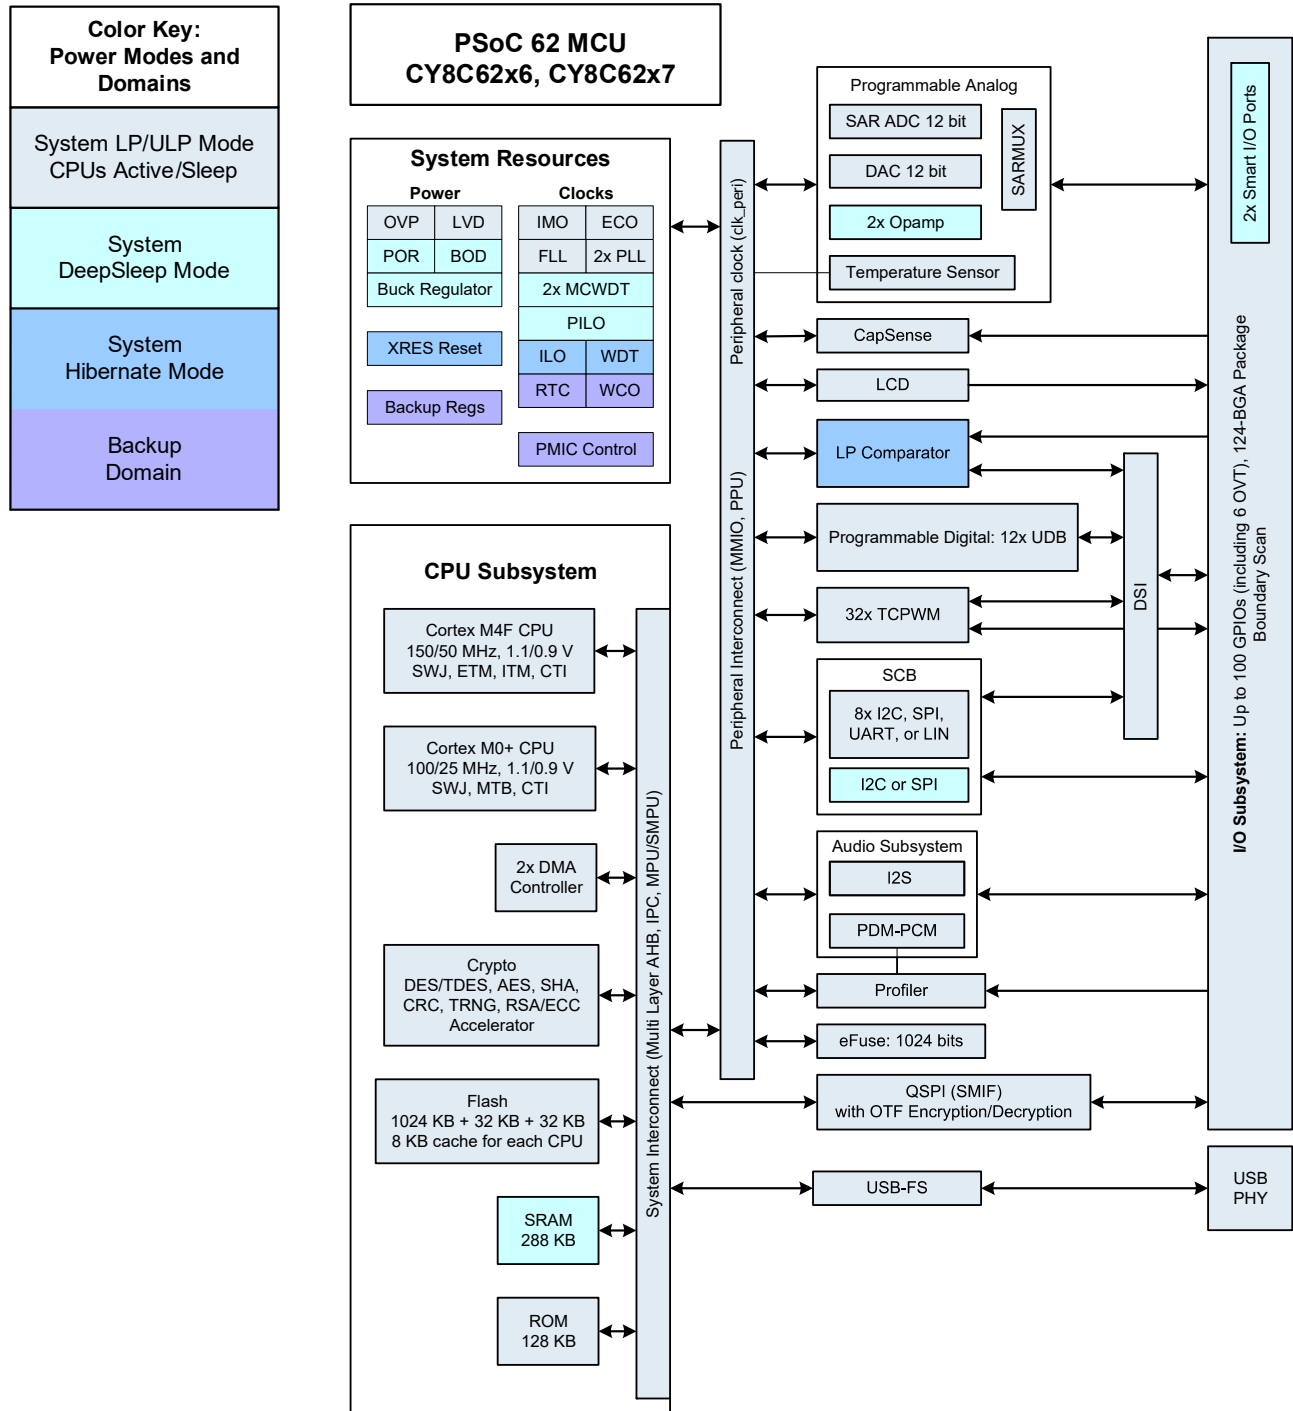 Color Key:
Power Modes and
Domains
System LP/ULP Mode
CPUs Active/Sleep
System
DeepSleep Mode
System
Hibernate Mode
Backup
Domain
PSoC 62 MCU
CY8C62x6, CY8C62x7
System Resources
Power
Clocks
OVP
LVD
POR
BOD
Buck Regulator
XRES Reset
Backup Regs
IMO
ECO
FLL
2x PLL
2x MCWDT
PILO
ILO
WDT
RTC
WCO
PMIC Control
CPU Subsystem
Cortex M4F CPU
150/50 MHz, 1.1/0.9 V
SWJ, ETM, ITM, CTI
Cortex M0+ CPU
100/25 MHz, 1.1/0.9 V
SWJ, MTB, CTI
2x DMA
Controller
Crypto
DES/TDES, AES, SHA,
CRC, TRNG, RSA/ECC
Accelerator
Flash
1024 KB + 32 KB + 32 KB
8 KB cache for each CPU
SRAM
288 KB
ROM
128 KB
System Interconnect (Multi Layer AHB, IPC, MPU/SMPU)
Peripheral Interconnect (MMIO, PPU)
Peripheral clock (clk_peri)
Programmable Analog
SAR ADC 12 bit
DAC 12 bit
2x Opamp
Temperature Sensor
SARMUX
CapSense
LCD
LP Comparator
Programmable Digital: 12x UDB
32x TCPWM
SCB
8x I2C, SPI,
UART, or LIN
I2C or SPI
Audio Subsystem
I2S
PDM-PCM
Profiler
eFuse: 1024 bits
QSPI (SMIF)
with OTF Encryption/Decryption
USB-FS
DSI
2x Smart I/O Ports
I/O Subsystem: Up to 100 GPIOs (including 6 OVT), 124-BGA Package
Boundary Scan
USB
PHY